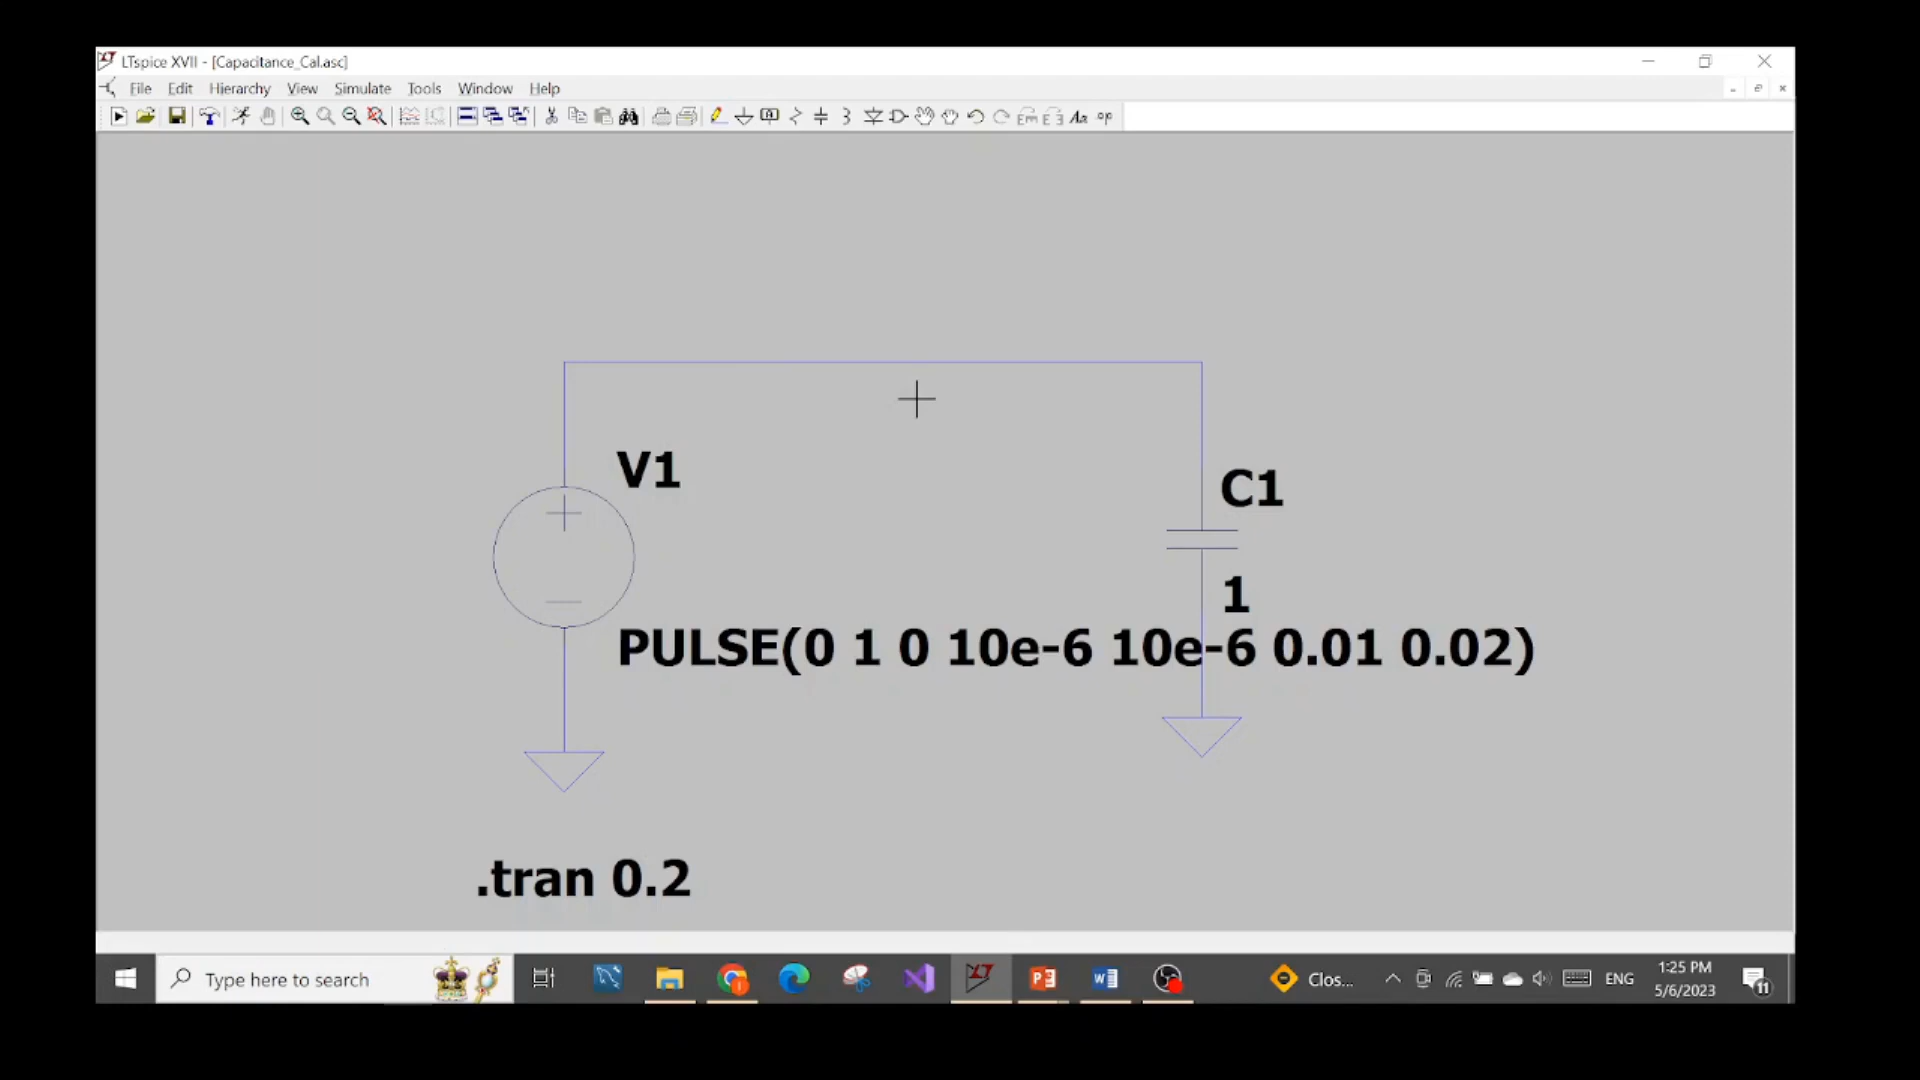 LTspice XVII - [Capacitance_Cal.asc]
File Edit Hierarchy View Simulate Tools Window Help
V1
C1
1
PULSE(0 1 0 10e-6 10e-6 0.01 0.02)
.tran 0.2
Type here to search
Clos...
ENG
1:25 PM
5/6/2023
11